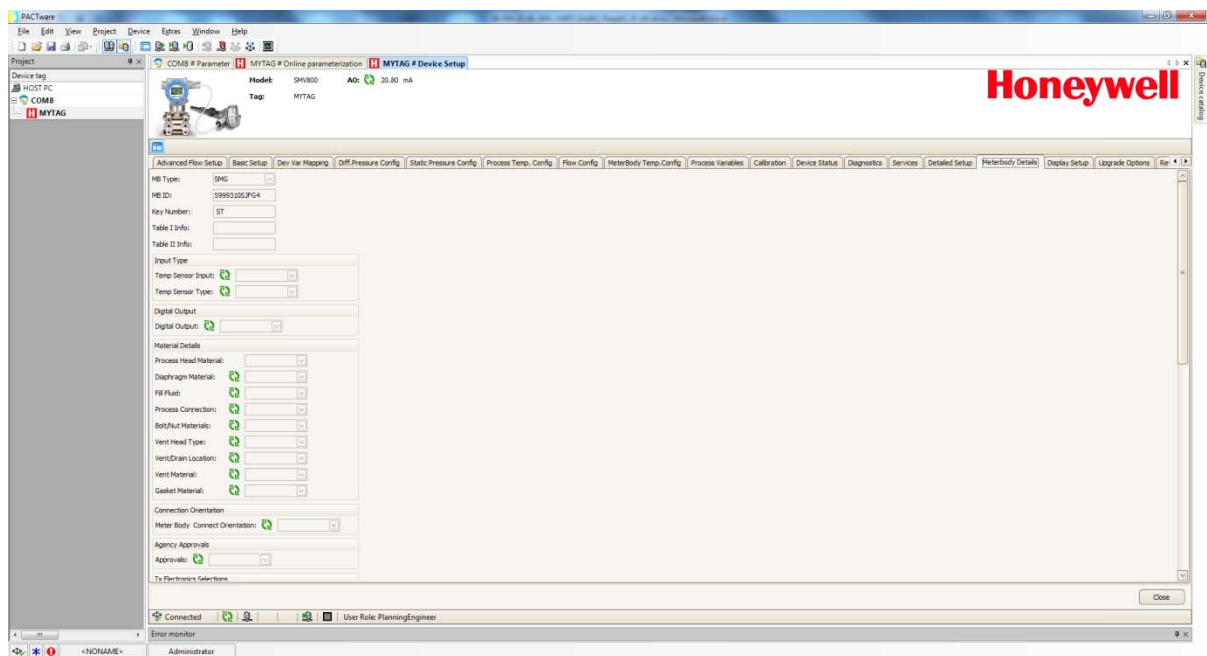 PACTware
File Edit View Project Device Extras Window Help
Project
Device tag
HOST PC
COM8
MYTAG
COM8 # Parameter MYTAG # Online parameterization MYTAG # Device Setup
Model: SMV800 AO: 20.80 mA
Tag: MYTAG
Honeywell
Device catalog
Advanced Flow Setup Basic Setup Dev Var Mapping Diff.Pressure Config Static Pressure Config Process Temp. Config Flow Config MeterBody Temp.Config Process Variables Calibration Device Status Diagnostics Services Detailed Setup Meterbody Details Display Setup Upgrade Options Re
MB Type: SMG
MB ID: S999310SJFG4
Key Number: ST
Table I Info:
Table II Info:
Input Type
Temp Sensor Input:
Temp Sensor Type:
Digital Output
Digital Output:
Material Details
Process Head Material:
Diaphragm Material:
Fill Fluid:
Process Connection:
Bolt/Nut Materials:
Vent Head Type:
Vent/Drain Location:
Vent Material:
Gasket Material:
Connection Orientation
Meter Body Connect Orientation:
Agency Approvals
Approvals:
Tx Electronics Selections
Close
Connected User Role: PlanningEngineer
Error monitor
<NONAME> Administrator